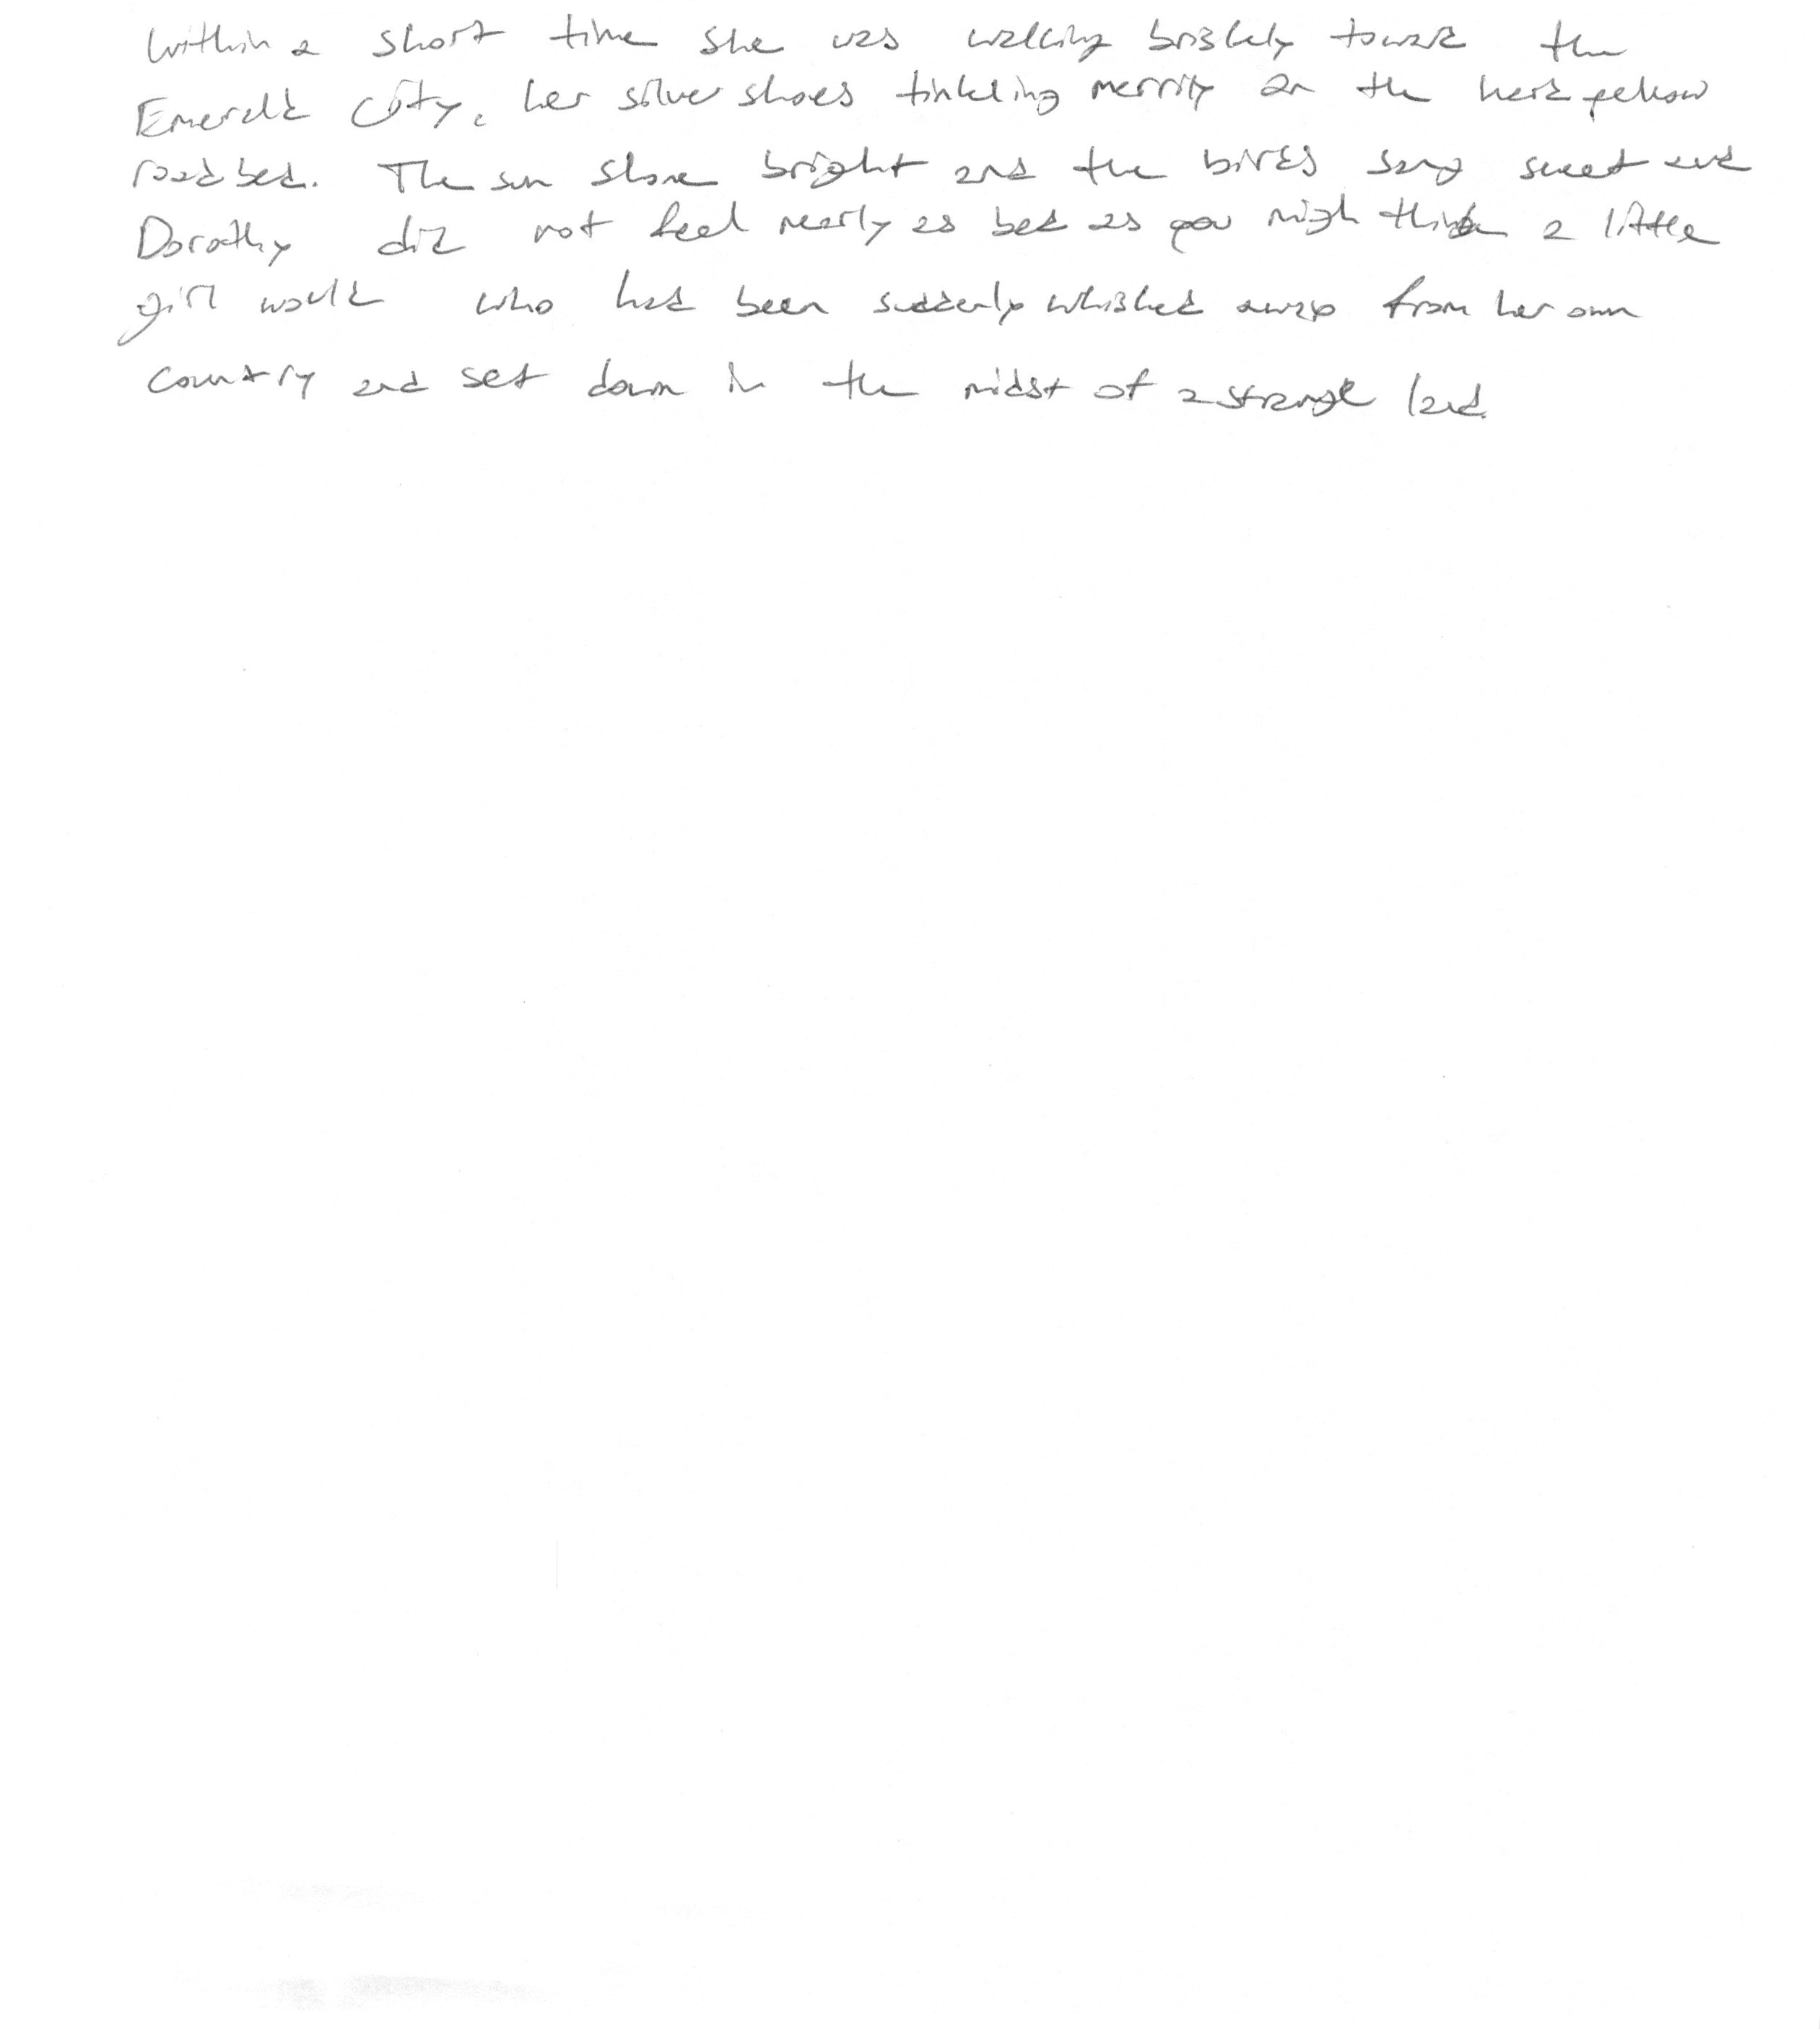 Within a short time she was walking briskly toward the
Emerald City, her silver shoes tinkling merrily on the hard yellow
road bed. The sun shone bright and the birds sang sweet and
Dorothy did not feel nearly as bad as you migh think a little
girl would who had been suddenly whisked away from her own
country and set down in the midst of a strange land.